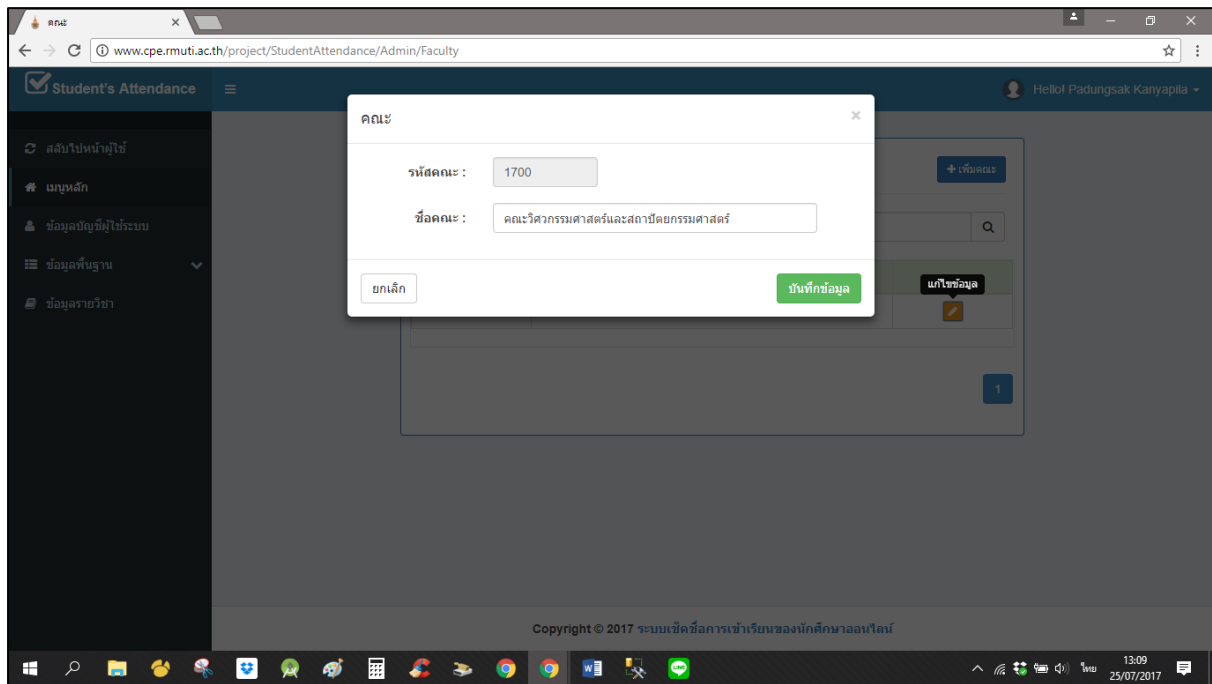 คณะ
www.cpe.rmuti.ac.th/project/StudentAttendance/Admin/Faculty
Student's Attendance
Hello! Padungsak Kanyapila
คณะ
สลับไปหน้าผู้ใช้
เมนูหลัก
ข้อมูลบัญชีผู้ใช้ระบบ
ข้อมูลพื้นฐาน
ข้อมูลรายวิชา
รหัสคณะ :
1700
ชื่อคณะ :
คณะวิศวกรรมศาสตร์และสถาปัตยกรรมศาสตร์
ยกเลิก
บันทึกข้อมูล
+ เพิ่มคณะ
แก้ไขข้อมูล
1
Copyright © 2017 ระบบเช็คชื่อการเข้าเรียนของนักศึกษาออนไลน์
LINE
ไทย
13:09
25/07/2017